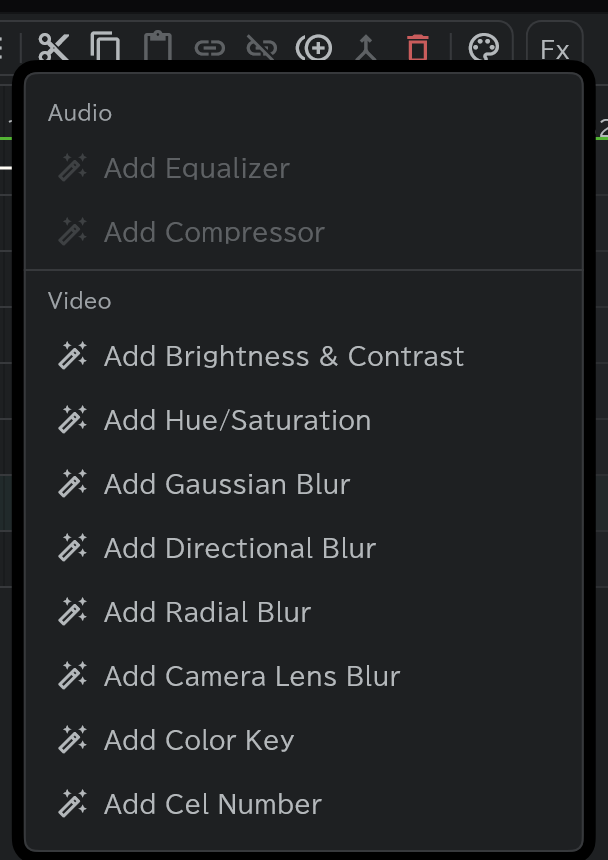 Fx
Audio
Add Equalizer
Add Compressor
Video
Add Brightness & Contrast
Add Hue/Saturation
Add Gaussian Blur
Add Directional Blur
Add Radial Blur
Add Camera Lens Blur
Add Color Key
Add Cel Number